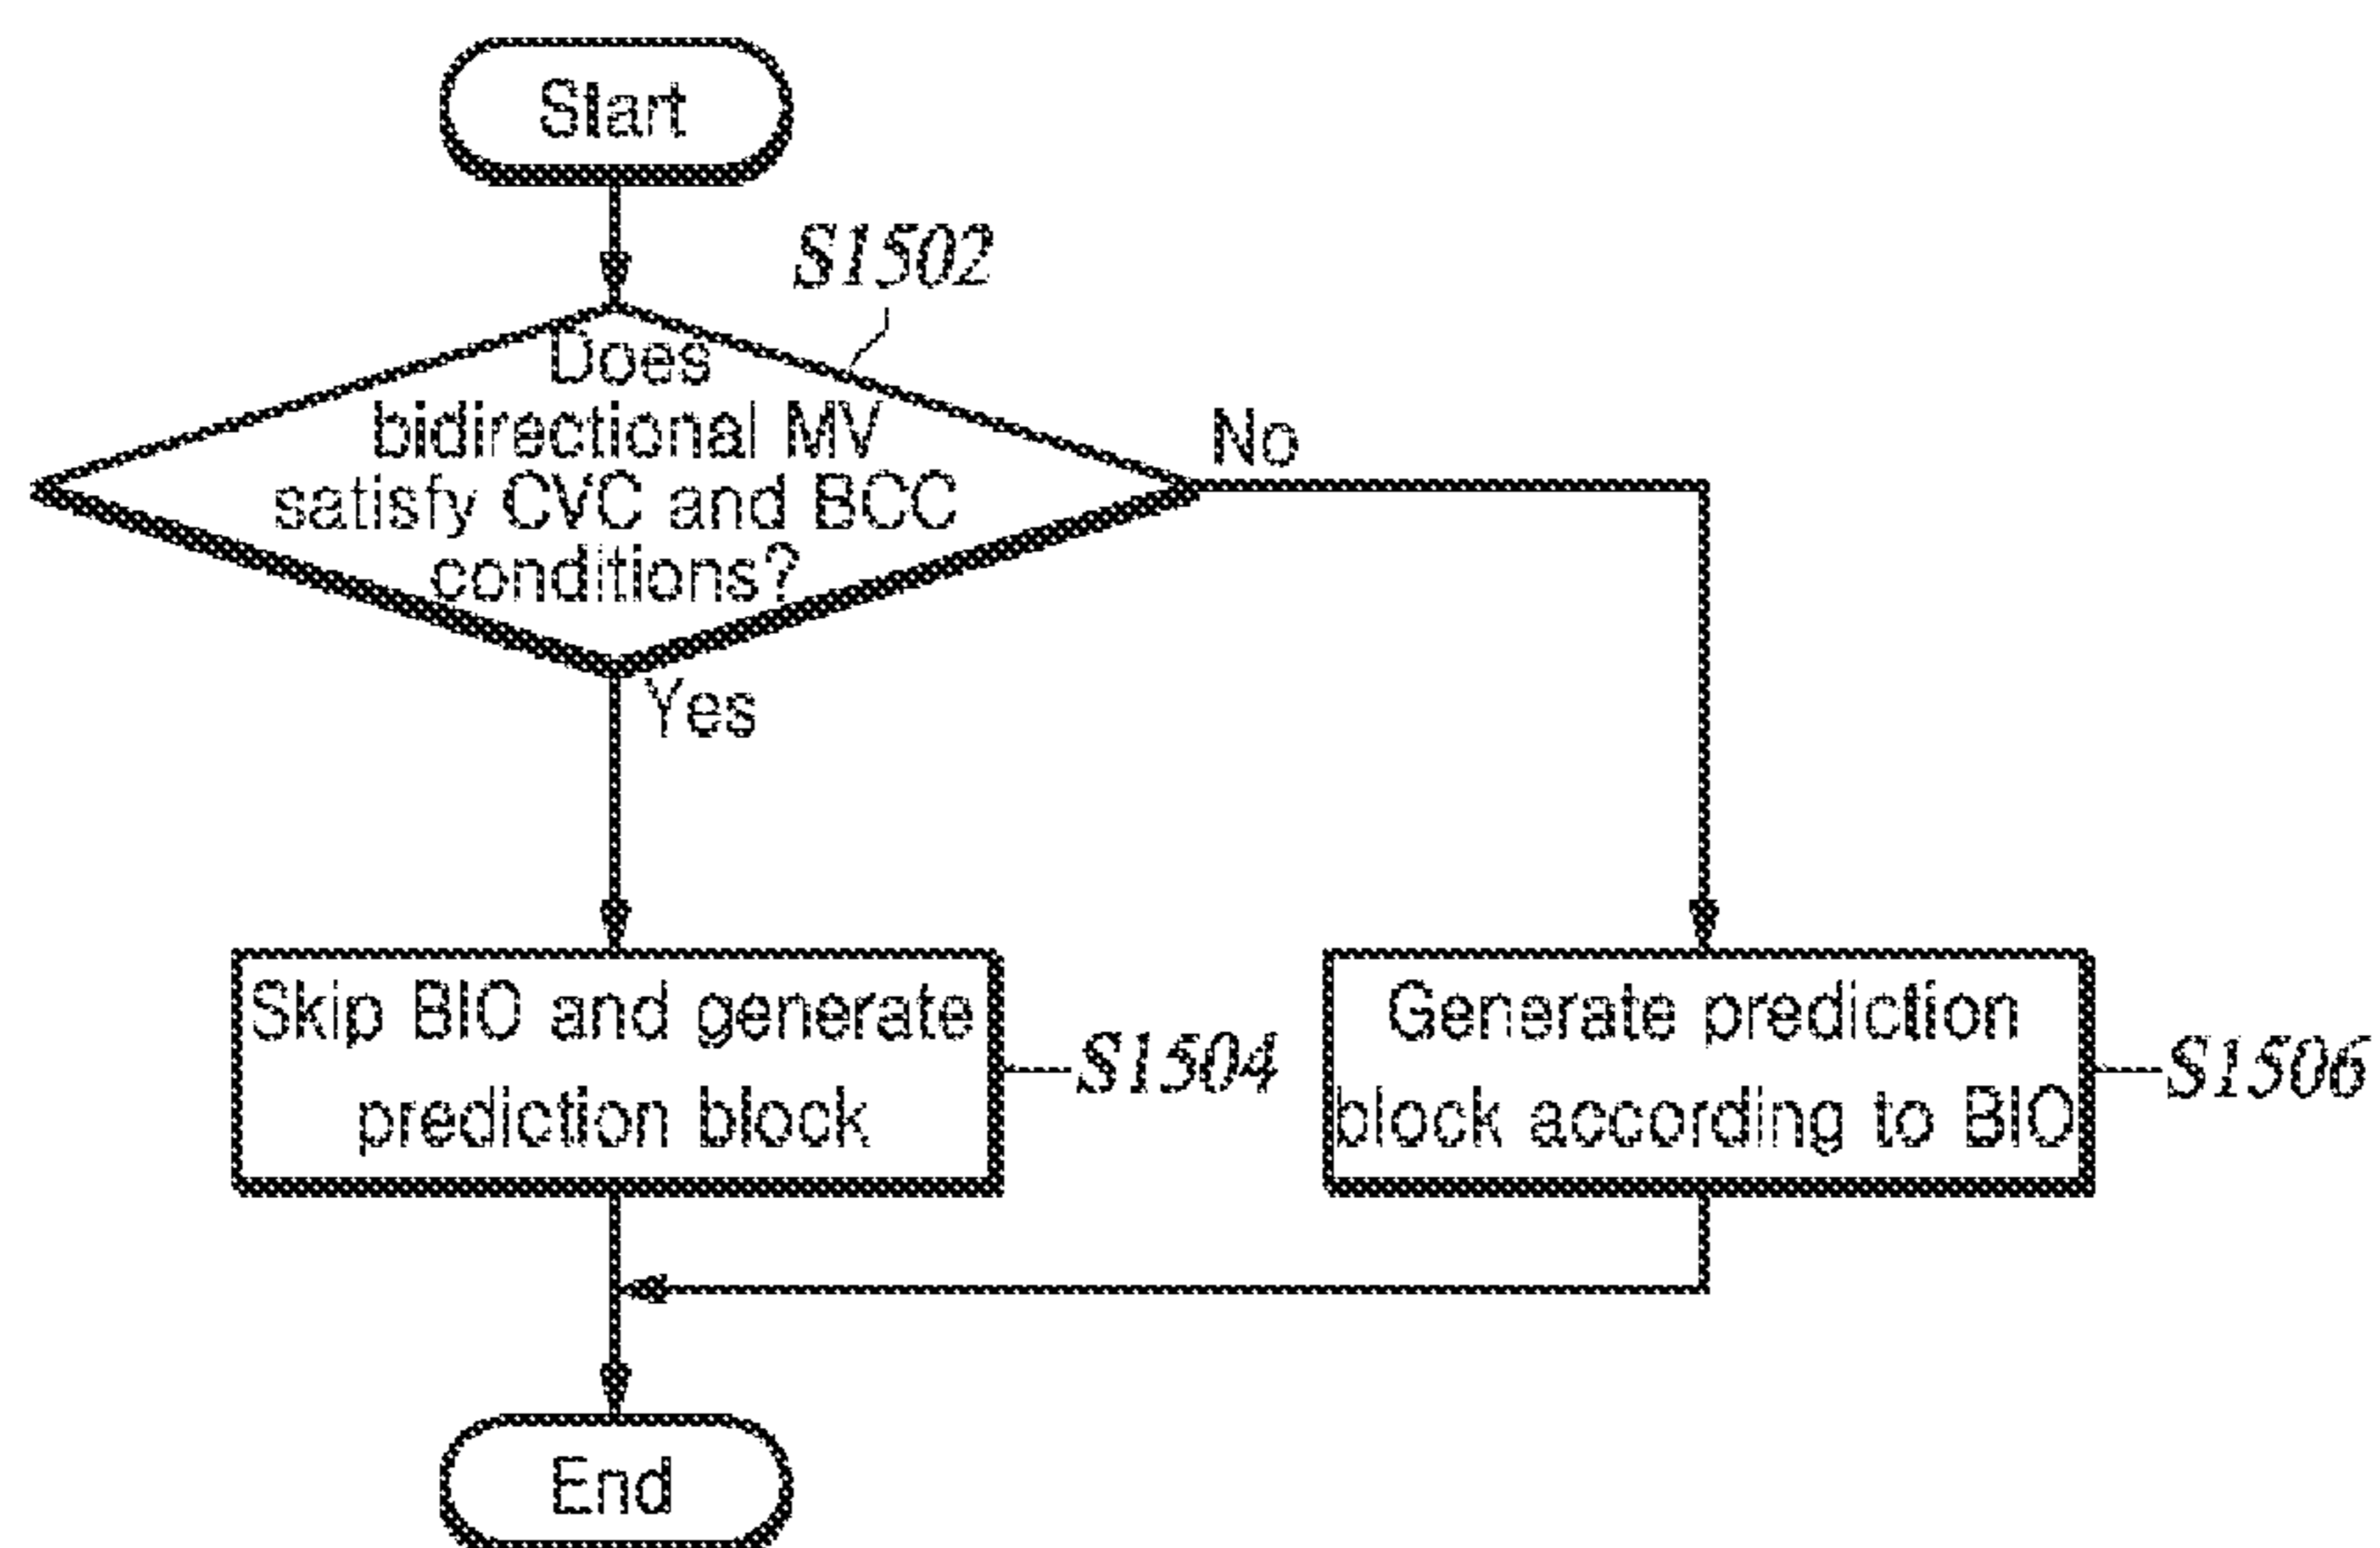 Start
S1502
Does
bidirectional MV
satisfy CVC and BCC
conditions?
No
Yes
Skip BIO and generate
prediction block
S1504
Generate prediction
block according to BIO
S1506
End